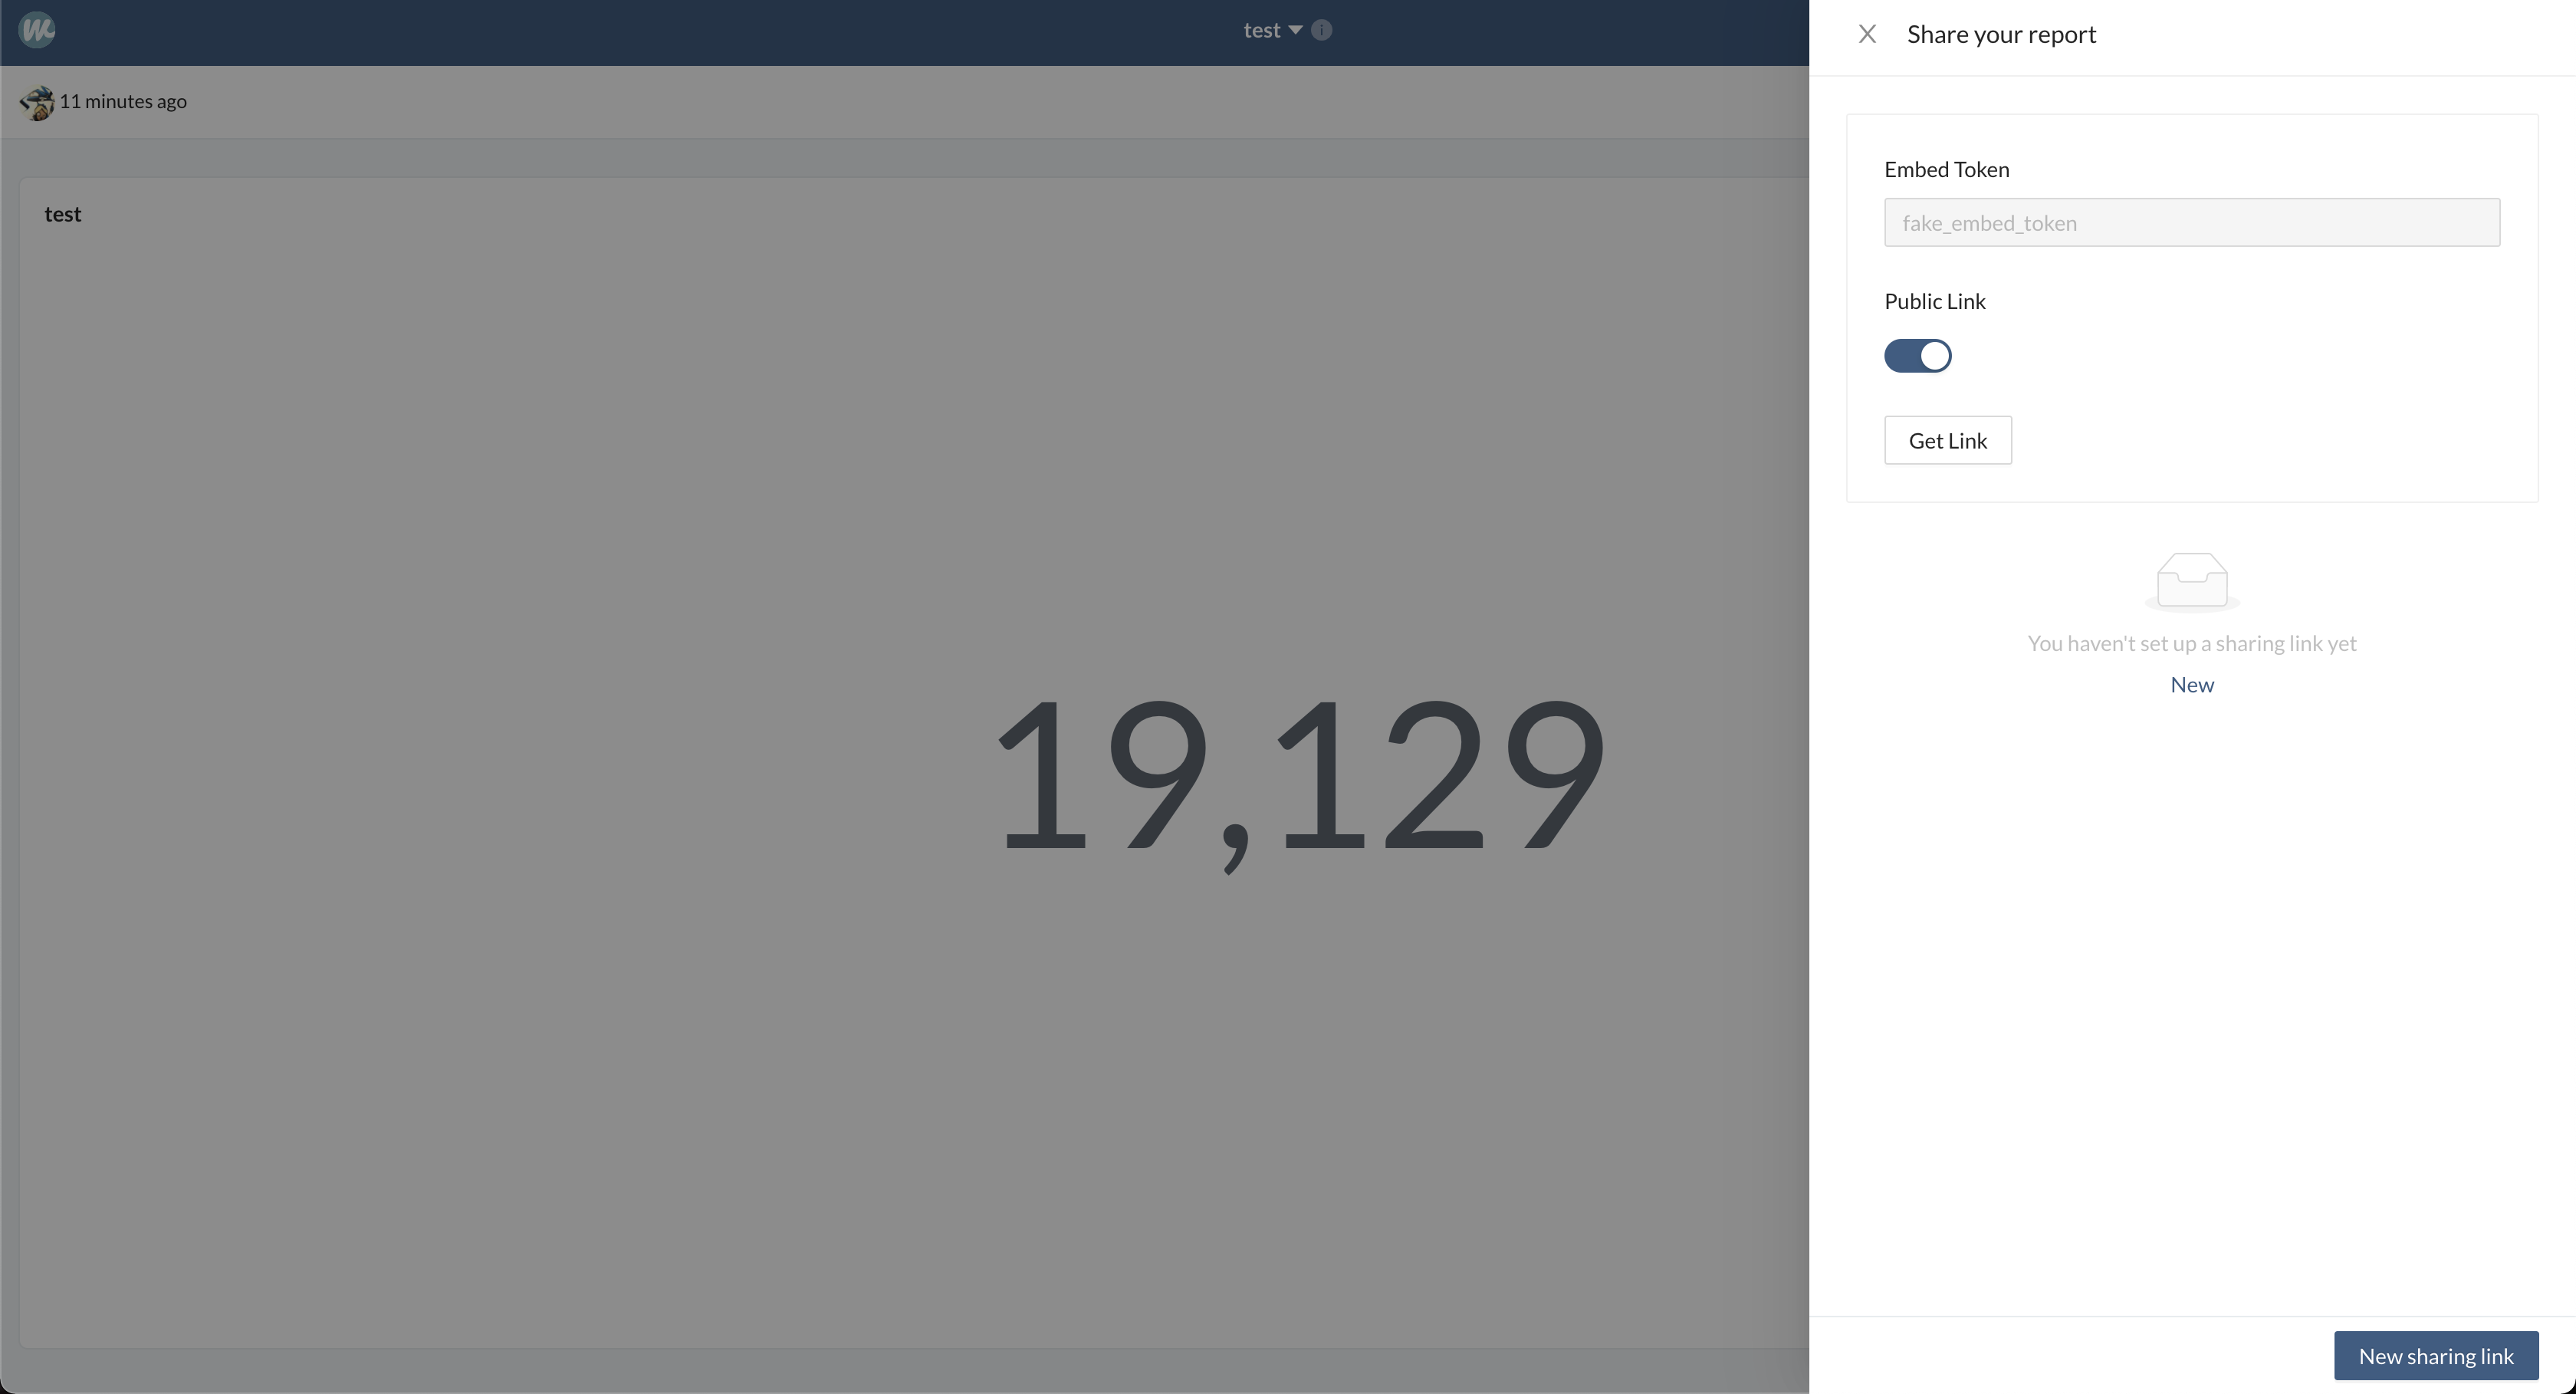 test
11 minutes ago
test
19,129
Share your report
Embed Token
fake_embed_token
Public Link
Get Link
You haven't set up a sharing link yet
New
New sharing link